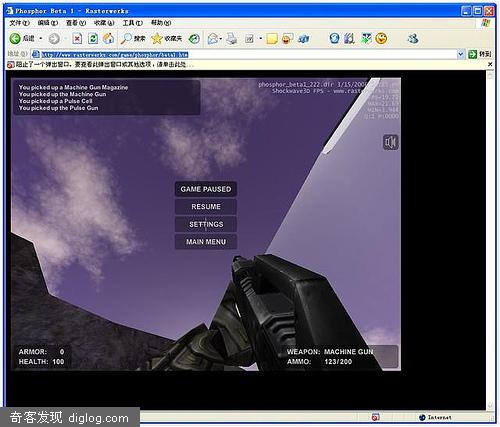 Phosphor Beta 1 - Rasterwerks
文件(F) 编辑(E) 查看(V) 收藏(A) 工具(T) 帮助(H)
后退 搜索 收藏夹
地址(D) http://www.rasterwerks.com/game/phosphor/beta1.htm 转到
阻止了一个弹出窗口。要查看此弹出窗口或其他选项，请单击此处...
You picked up a Machine Gun Magazine
You picked up the Machine Gun
You picked up a Pulse Cell
You picked up the Pulse Gun
phosphor_beta1_222.dir 3/15/200
Shockwave3D FPS - www.raste
GAME PAUSED
RESUME
SETTINGS
MAIN MENU
ARMOR: 0
HEALTH: 100
WEAPON: MACHINE GUN
AMMO: 123/200
Internet
奇客发现 diglog.com